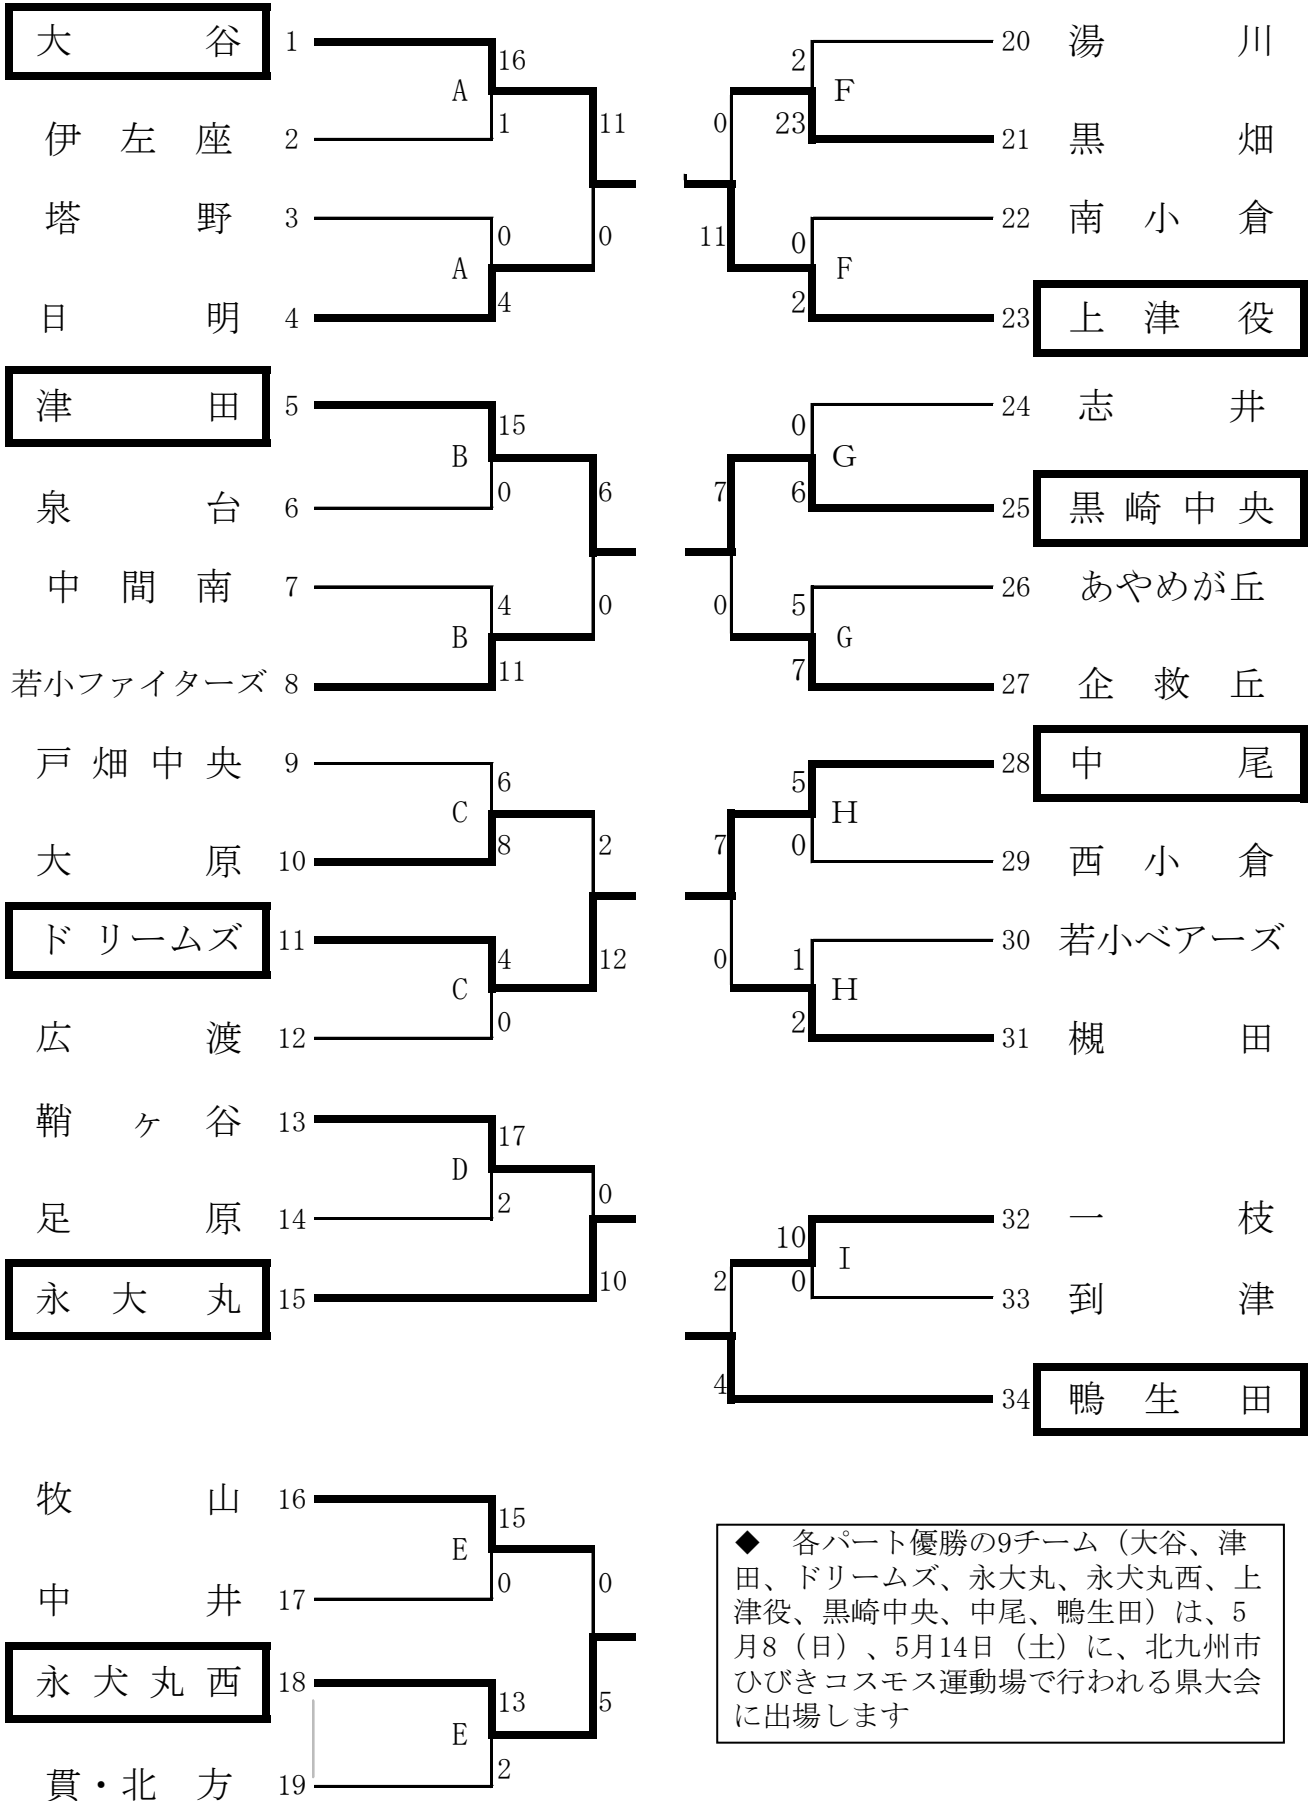 大谷 1
16
A
1
11
伊左座 2
塔野 3
0
A
0
日明 4
4
津田 5
15
B
0
6
泉台 6
中間南 7
4
B
0
11
若小ファイターズ 8
戸畑中央 9
6
C
8
2
大原 10
ドリームズ 11
4
C
12
0
広渡 12
鞘ヶ谷 13
17
D
2
0
足原 14
永大丸 15
10
牧山 16
15
E
0
0
中井 17
永犬丸西 18
13
E
5
2
貫・北方 19
20 湯川
2
F
0
23
21 黒畑
22 南小倉
11
0
F
2
23 上津役
24 志井
0
G
7
6
25 黒崎中央
26 あやめが丘
0
5
G
7
27 企救丘
28 中尾
5
H
7
0
29 西小倉
30 若小ベアーズ
0
1
H
2
31 槻田
32 一枝
10
I
2
0
33 到津
4
34 鴨生田
◆ 各パート優勝の9チーム（大谷、津
田、ドリームズ、永大丸、永犬丸西、上
津役、黒崎中央、中尾、鴨生田）は、5
月8（日）、5月14日（土）に、北九州市
ひびきコスモス運動場で行われる県大会
に出場します